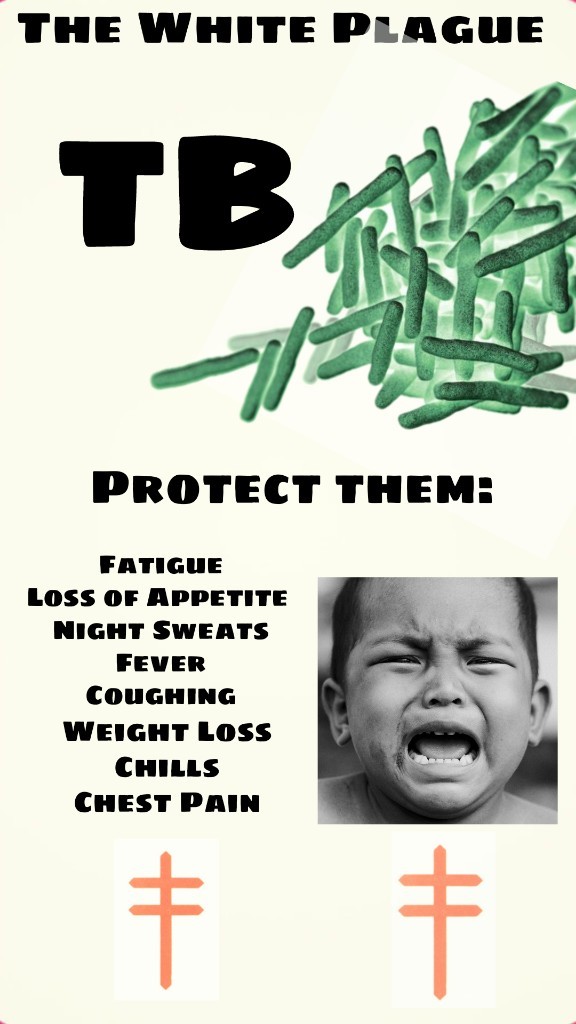 The White Plague
TB
Protect them:
Fatigue
Loss of Appetite
Night Sweats
Fever
Coughing
Weight Loss
Chills
Chest Pain